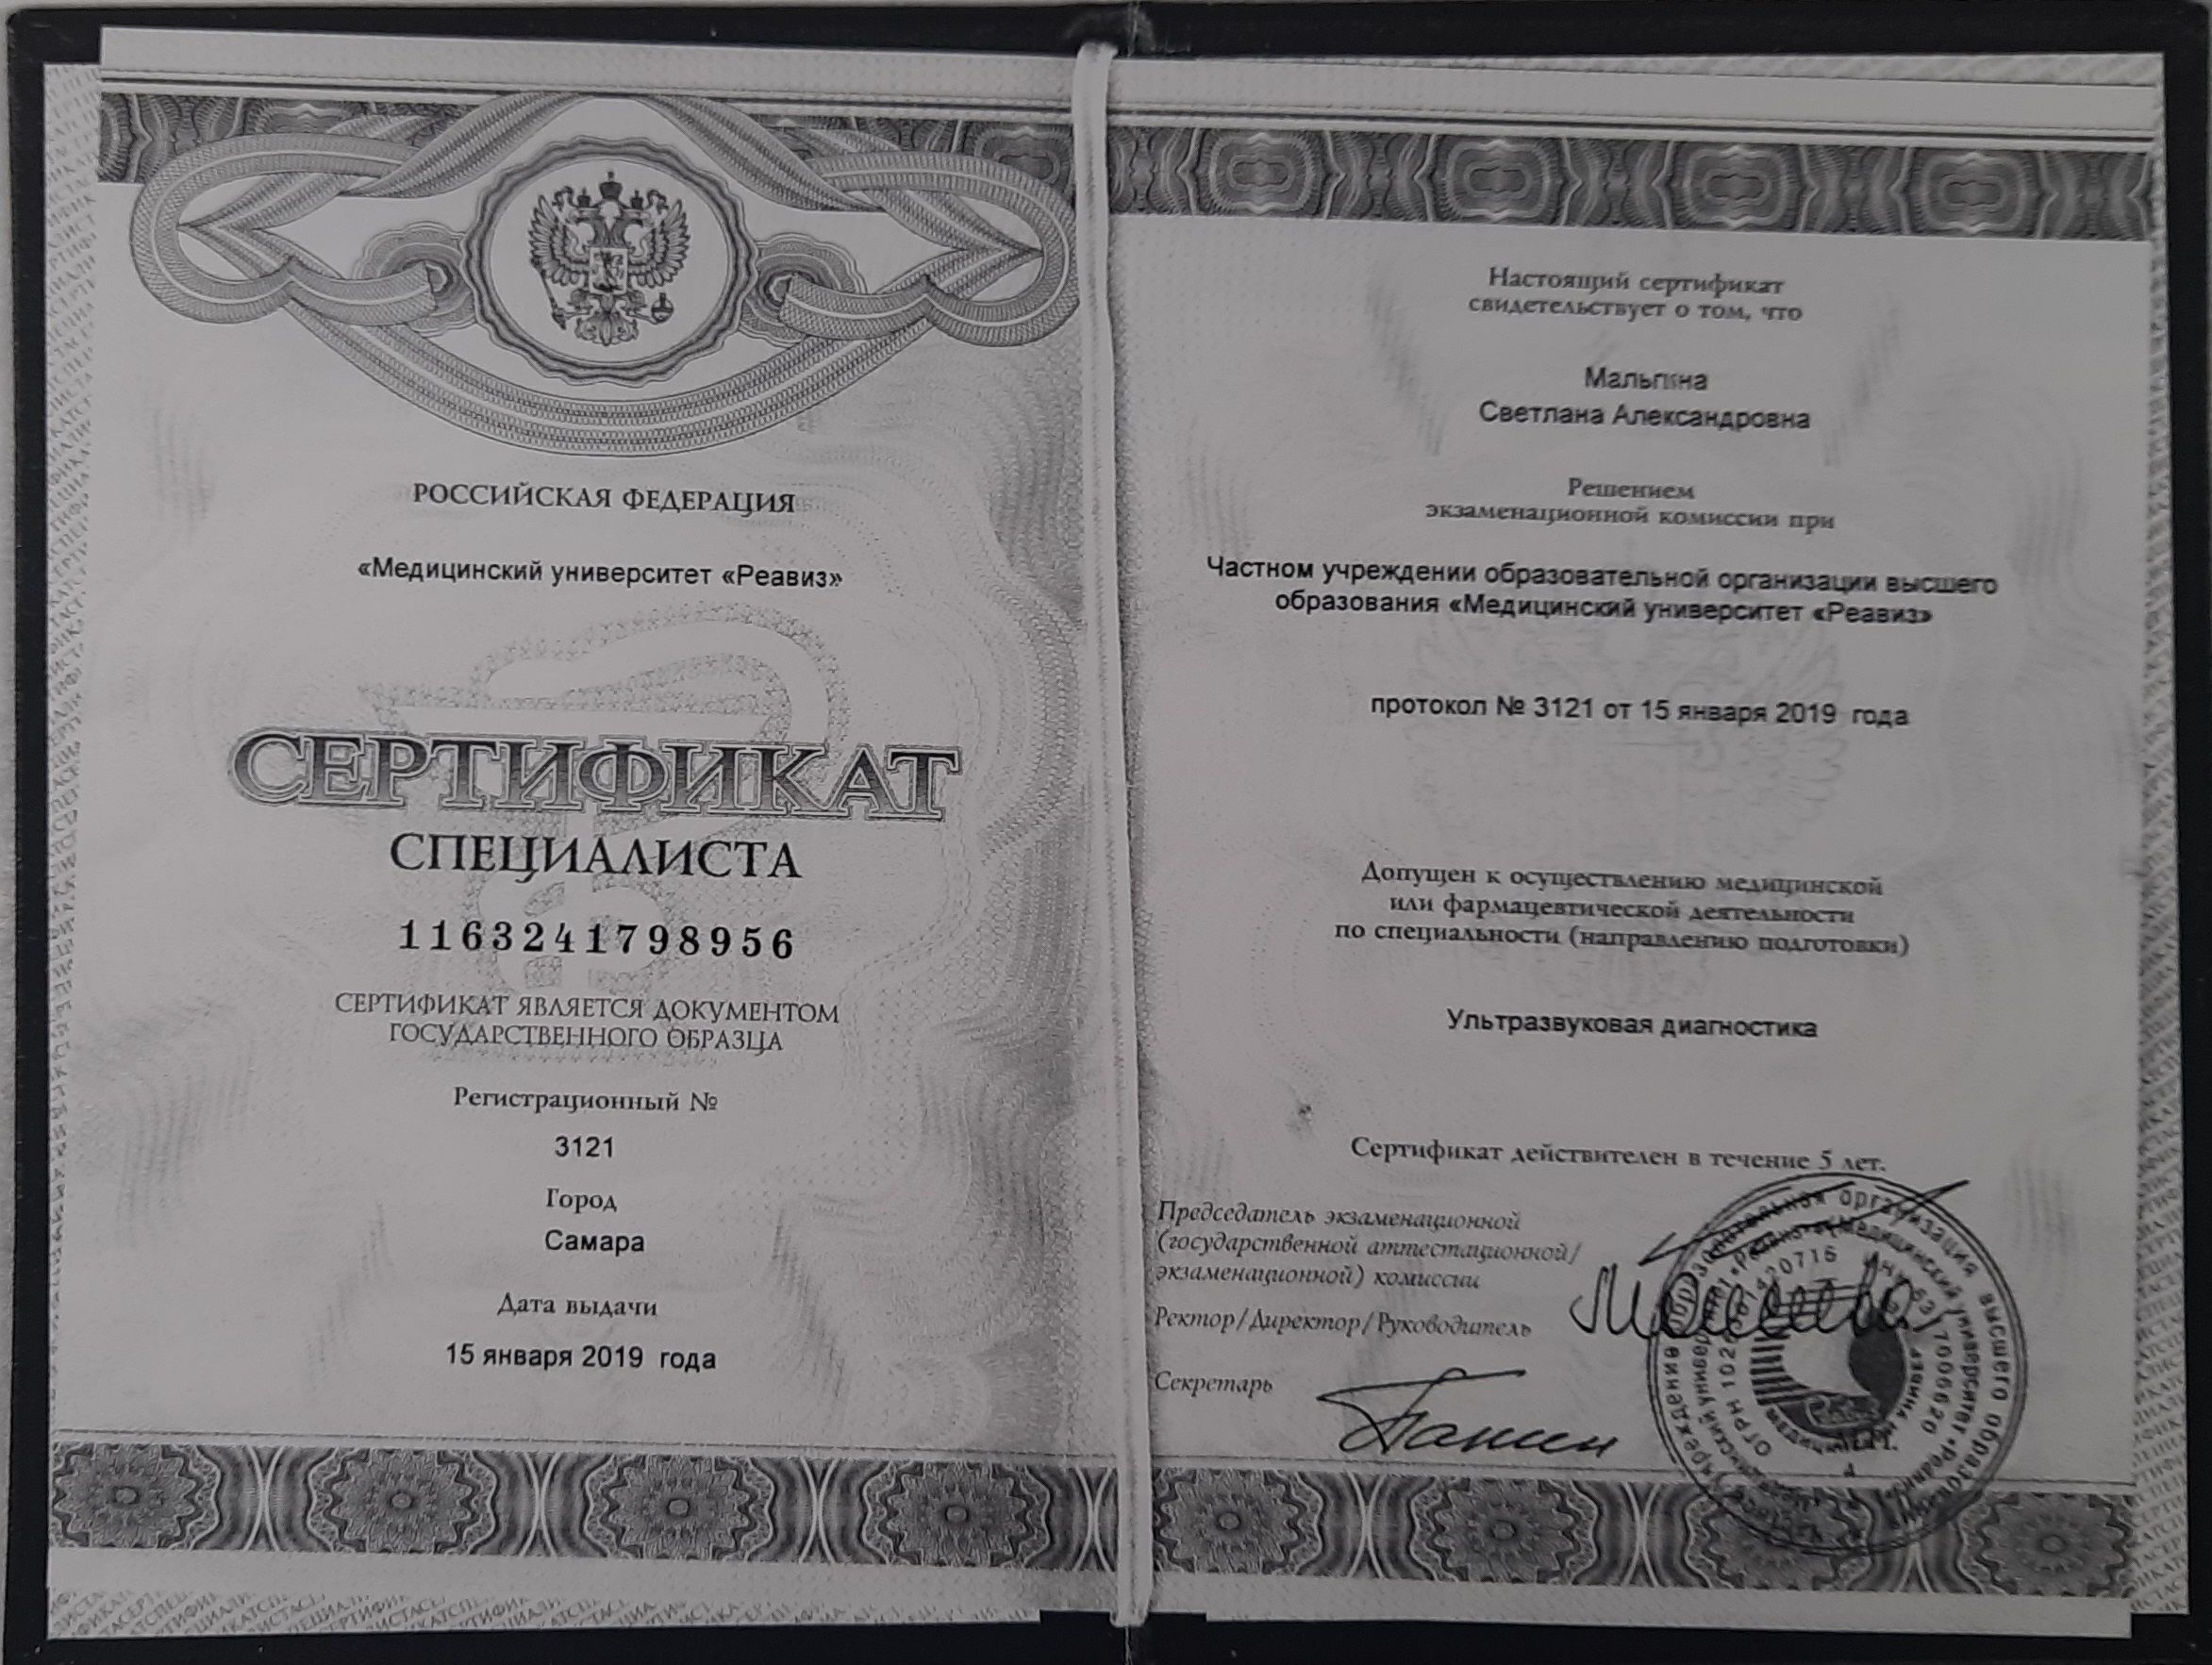 РОССИЙСКАЯ ФЕДЕРАЦИЯ
«Медицинский университет «Реавиз»
СЕРТИФИКАТ
СПЕЦИАЛИСТА
1163241798956
СЕРТИФИКАТ ЯВЛЯЕТСЯ ДОКУМЕНТОМ
ГОСУДАРСТВЕННОГО ОБРАЗЦА
Регистрационный №
3121
Город
Самара
Дата выдачи
15 января 2019 года
Настоящий сертификат
свидетельствует о том, что
Светлана Александровна
Решением
экзаменационной комиссии при
Частном учреждении образовательной организации высшего
образования «Медицинский университет «Реавиз»
протокол № 3121 от 15 января 2019 года
Допущен к осуществлению медицинской
или фармацевтической деятельности
по специальности (направлению подготовки)
Ультразвуковая диагностика
Сертификат действителен в течение 5 лет.
Председатель экзаменационной
(государственной аттестационной/
экзаменационной) комиссии
Ректор/Директор/Руководитель
Секретарь